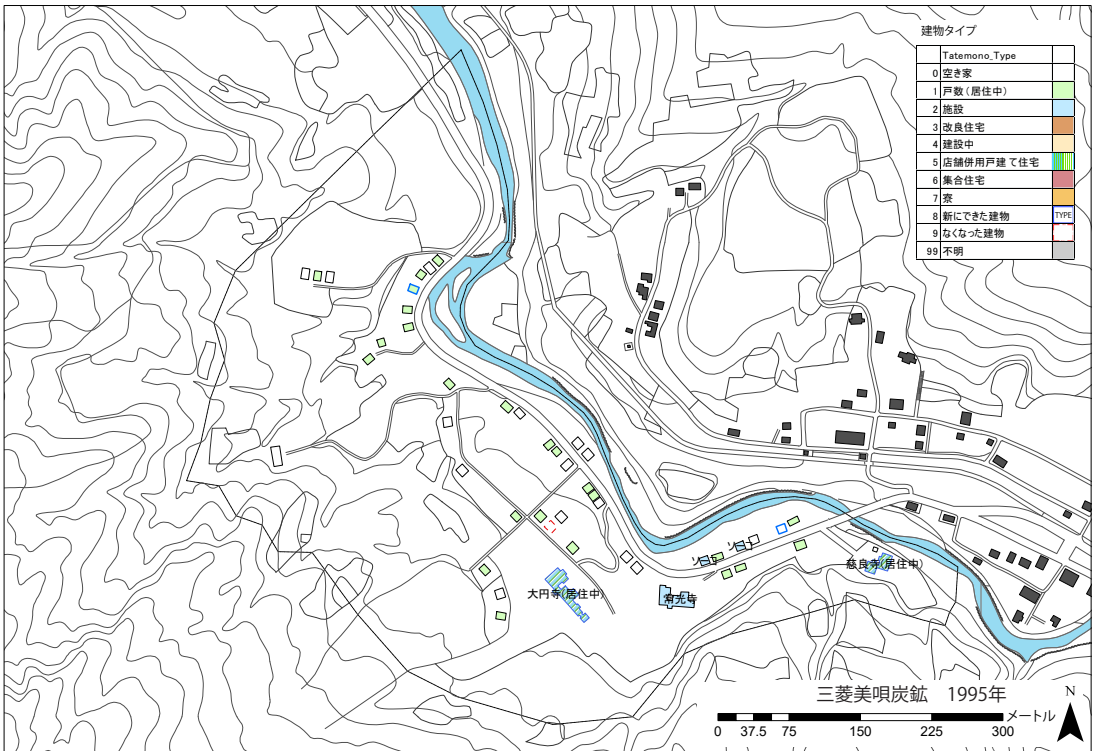 建物タイプ
Tatemono_Type
0 空き家
1 戸数(居住中)
2 施設
3 改良住宅
4 建設中
5 店舗併用戸建て住宅
6 集合住宅
7 寮
8 新にできた建物 TYPE
9 なくなった建物
99 不明
慈良寺(居住中)
大円寺(居住中)
三菱美唄炭鉱 1995年
N
メートル
0 37.5 75 150 225 300